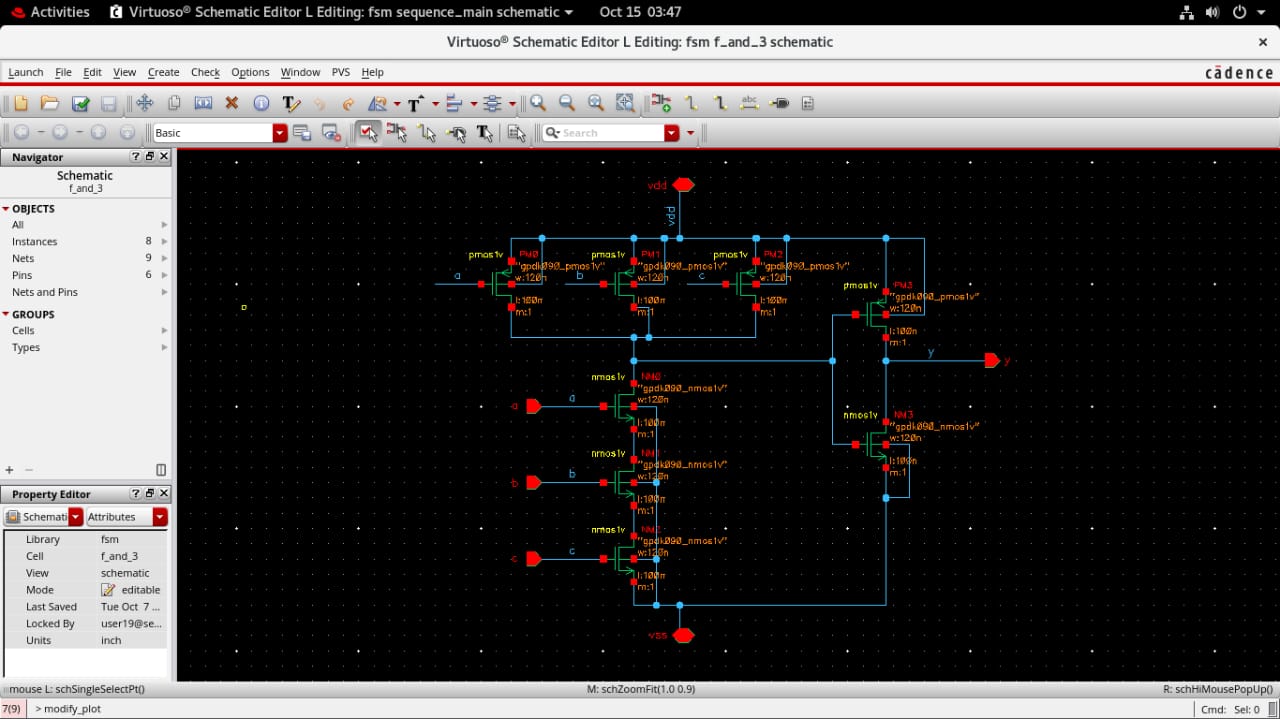 Activities Virtuoso® Schematic Editor L Editing: fsm sequence_main schematic Oct 15 03:47
Virtuoso® Schematic Editor L Editing: fsm f_and_3 schematic
Launch File Edit View Create Check Options Window PVS Help cādence
Basic Search
Navigator
Schematic
f_and_3
OBJECTS
All
Instances 8
Nets 9
Pins 6
Nets and Pins
GROUPS
Cells
Types
Property Editor
Schemati Attributes
Library fsm
Cell f_and_3
View schematic
Mode editable
Last Saved Tue Oct 7 ...
Locked By user19@se...
Units inch
vdd
vdd
pmos1v PM0 pmos1v PM1 pmos1v PM2
"gpdk090_pmos1v" "gpdk090_pmos1v" "gpdk090_pmos1v"
a w:120n b w:120n c w:120n
l:100n l:100n l:100n
m:1 m:1 m:1
pmos1v PM3
"gpdk090_pmos1v"
w:120n
l:100n
m:1
y y
nmos1v NM0
"gpdk090_nmos1v"
a a w:120n
l:100n
m:1
nmos1v NM3
"gpdk090_nmos1v"
w:120n
l:100n
m:1
nmos1v NM1
"gpdk090_nmos1v"
b b w:120n
l:100n
m:1
nmos1v NM2
"gpdk090_nmos1v"
c c w:120n
l:100n
m:1
vss
mouse L: schSingleSelectPt() M: schZoomFit(1.0 0.9) R: schHiMousePopUp()
7(9) > modify_plot Cmd: Sel: 0